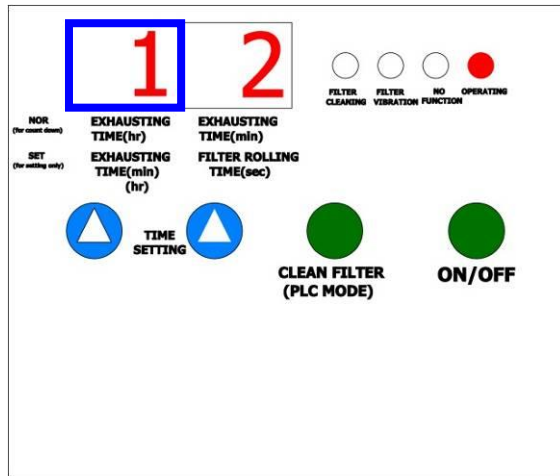 1 2
FILTER CLEANING
FILTER VIBRATION
NO FUNCTION
OPERATING
NOR
(for count down)
EXHAUSTING
TIME(hr)
EXHAUSTING
TIME(min)
SET
(for setting only)
EXHAUSTING
TIME(min)
(hr)
FILTER ROLLING
TIME(sec)
TIME
SETTING
CLEAN FILTER
(PLC MODE)
ON/OFF